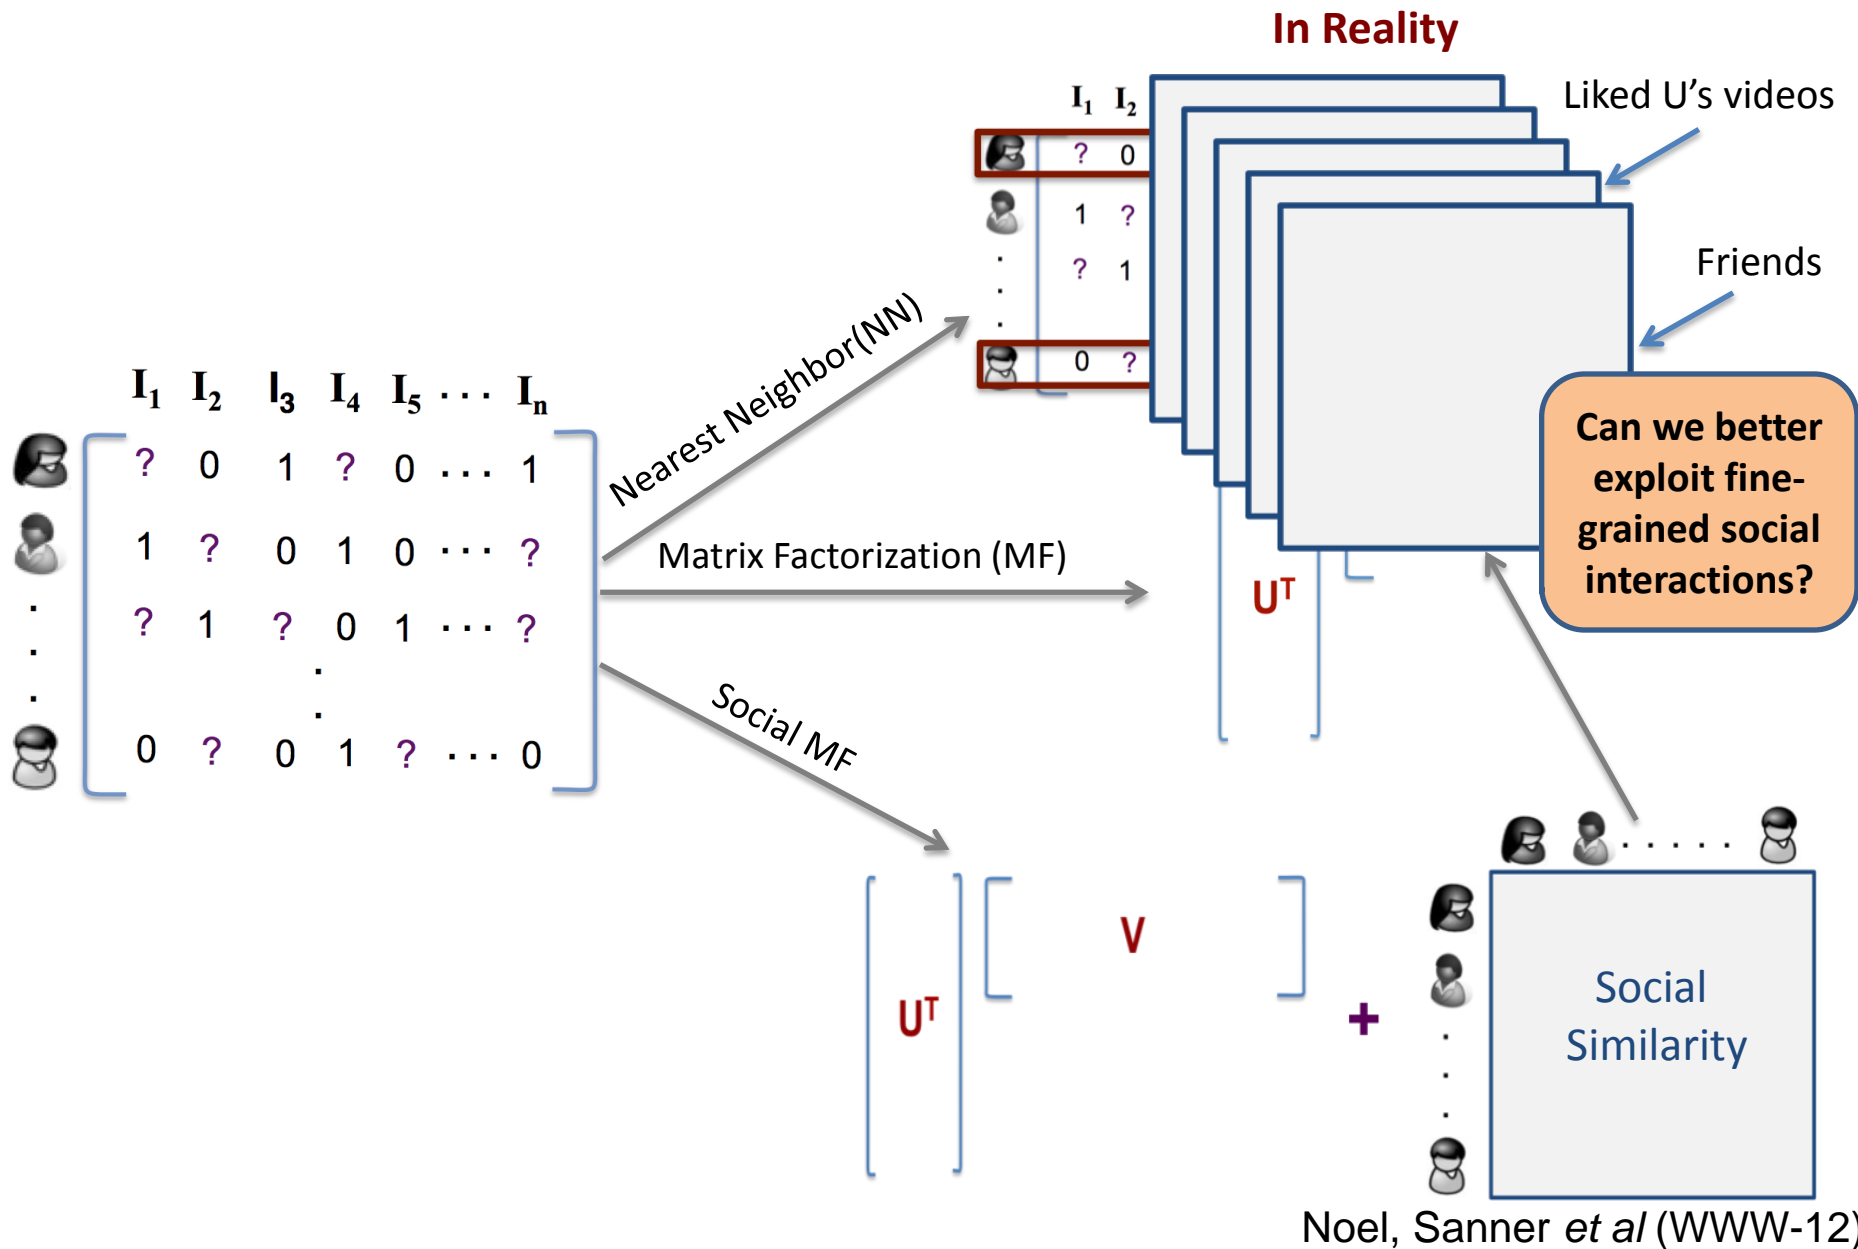 In Reality
Liked U's videos
I1 I2
? 0
1 ?
? 1
0 ?
Friends
Can we better
exploit fine-
grained social
interactions?
Nearest Neighbor(NN)
Matrix Factorization (MF)
Social MF
I1 I2 I3 I4 I5 · · · In
? 0 1 ? 0 · · · 1
1 ? 0 1 0 · · · ?
? 1 ? 0 1 · · · ?
0 ? 0 1 ? · · · 0
Uᵀ
Uᵀ
V
+
Social
Similarity
Noel, Sanner et al (WWW-12)